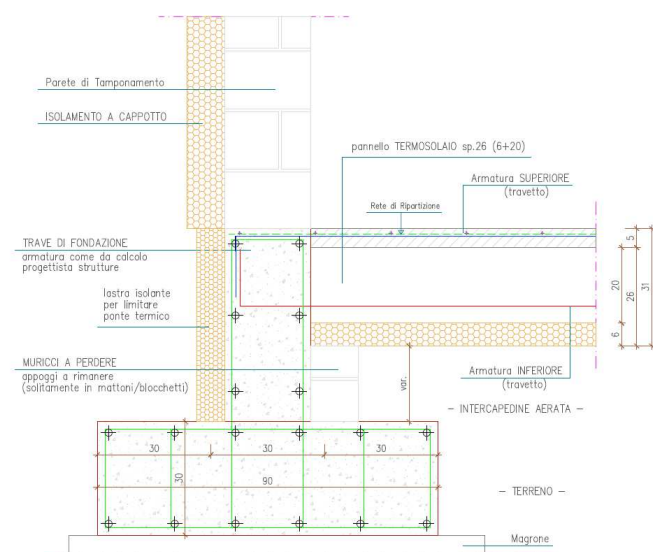 Parete di Tamponamento
ISOLAMENTO A CAPPOTTO
pannello TERMOSOLAIO sp.26 (6+20)
Armatura SUPERIORE
(travetto)
Rete di Ripartizione
TRAVE DI FONDAZIONE
armatura come da calcolo
progettista strutture
lastra isolante
per limitare
ponte termico
5
20
26
31
6
MURICCI A PERDERE
appoggi a rimanere
(solitamente in mattoni/blocchetti)
var.
Armatura INFERIORE
(travetto)
- INTERCAPEDINE AERATA -
30
30
30
30
90
- TERRENO -
Magrone